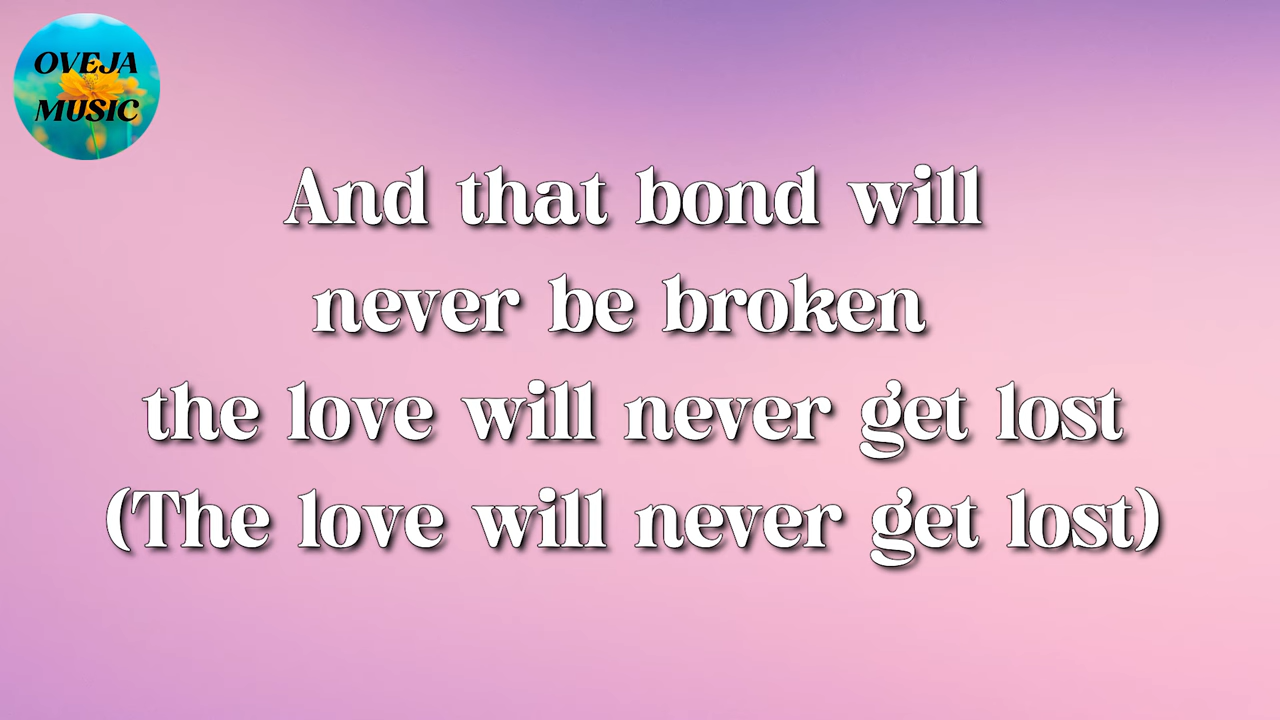 OVEJA
MUSIC
And that bond will
never be broken
the love will never get lost
(The love will never get lost)